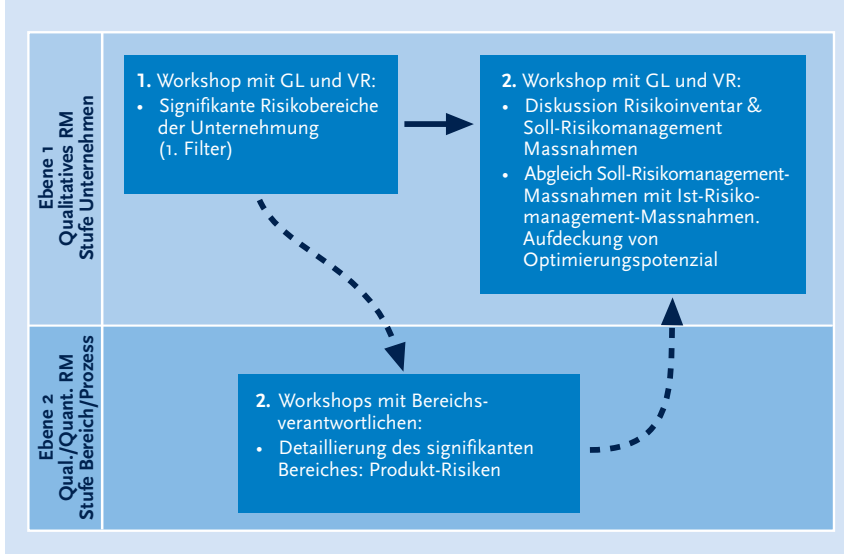 Ebene 1
Qualitatives RM
Stufe Unternehmen
1. Workshop mit GL und VR:
• Signifikante Risikobereiche
der Unternehmung
(1. Filter)
2. Workshop mit GL und VR:
• Diskussion Risikoinventar &
Soll-Risikomanagement
Massnahmen
• Abgleich Soll-Risikomanagement-
Massnahmen mit Ist-Risiko-
management-Massnahmen.
Aufdeckung von
Optimierungspotenzial
Ebene 2
Qual./Quant. RM
Stufe Bereich/Prozess
2. Workshops mit Bereichs-
verantwortlichen:
• Detaillierung des signifikanten
Bereiches: Produkt-Risiken